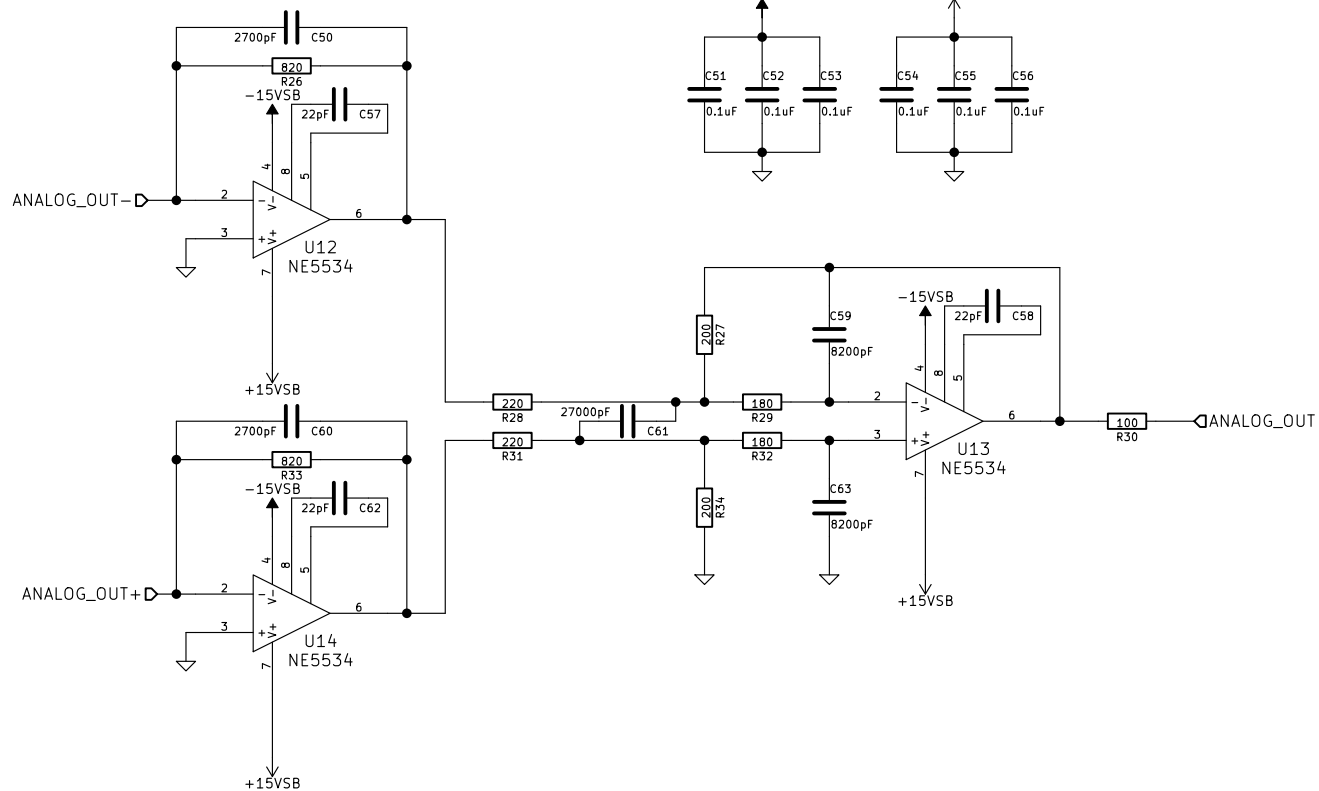 2700pF C50
820
R26
-15VSB
22pF C57
4
8
5
ANALOG_OUT-
2
- V-
6
3
+ V+
U12
NE5534
7
+15VSB
C51 C52 C53
0.1uF 0.1uF 0.1uF
C54 C55 C56
0.1uF 0.1uF 0.1uF
2700pF C60
820
R33
-15VSB
22pF C62
4
8
5
ANALOG_OUT+
2
- V-
6
3
+ V+
U14
NE5534
7
+15VSB
200
R27
C59
8200pF
220
R28
27000pF
C61
180
R29
220
R31
180
R32
200
R34
C63
8200pF
-15VSB
22pF C58
4
8
5
2
- V-
6
3
+ V+
U13
NE5534
7
+15VSB
100
R30
ANALOG_OUT